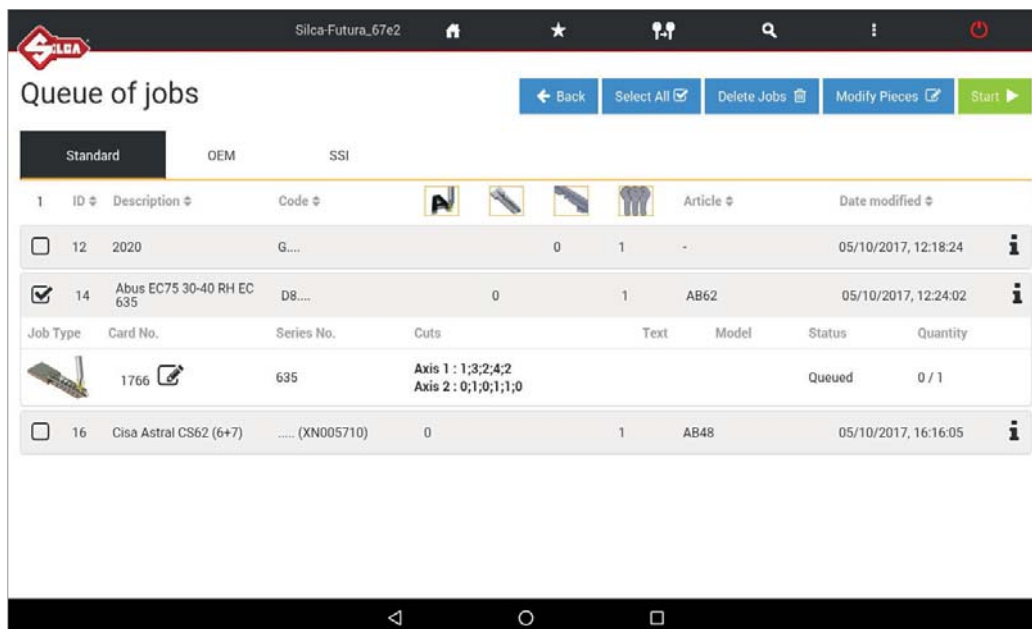 SILCA
Silca-Futura_67e2
Queue of jobs
Back Select All Delete Jobs Modify Pieces Start
Standard OEM SSI
1 ID Description Code A Article Date modified
12 2020 G.... 0 1 - 05/10/2017, 12:18:24 i
14 Abus EC75 30-40 RH EC 635 D8.... 0 1 AB62 05/10/2017, 12:24:02 i
Job Type Card No. Series No. Cuts Text Model Status Quantity
1766 635 Axis 1 : 1;3;2;4;2 Queued 0 / 1
Axis 2 : 0;1;0;1;1;0
16 Cisa Astral CS62 (6+7) ..... (XN005710) 0 1 AB48 05/10/2017, 16:16:05 i